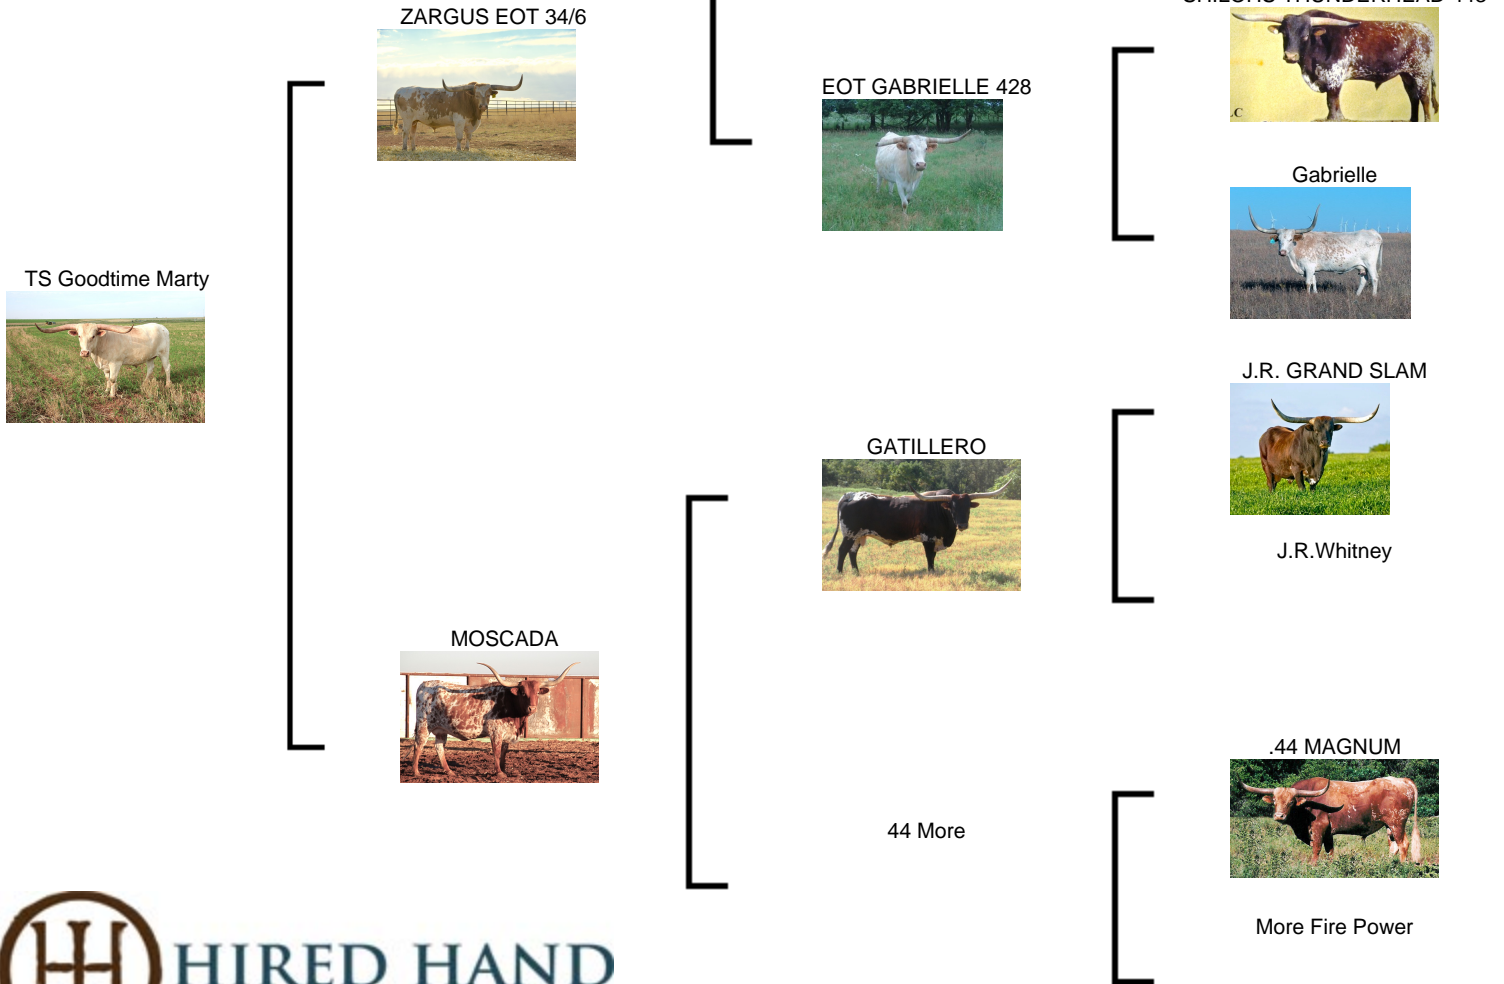 ZARGUS EOT 34/6
EOT GABRIELLE 428
.C
Gabrielle
TS Goodtime Marty
J.R. GRAND SLAM
GATILLERO
J.R.Whitney
MOSCADA
.44 MAGNUM
44 More
More Fire Power
HIRED HAND